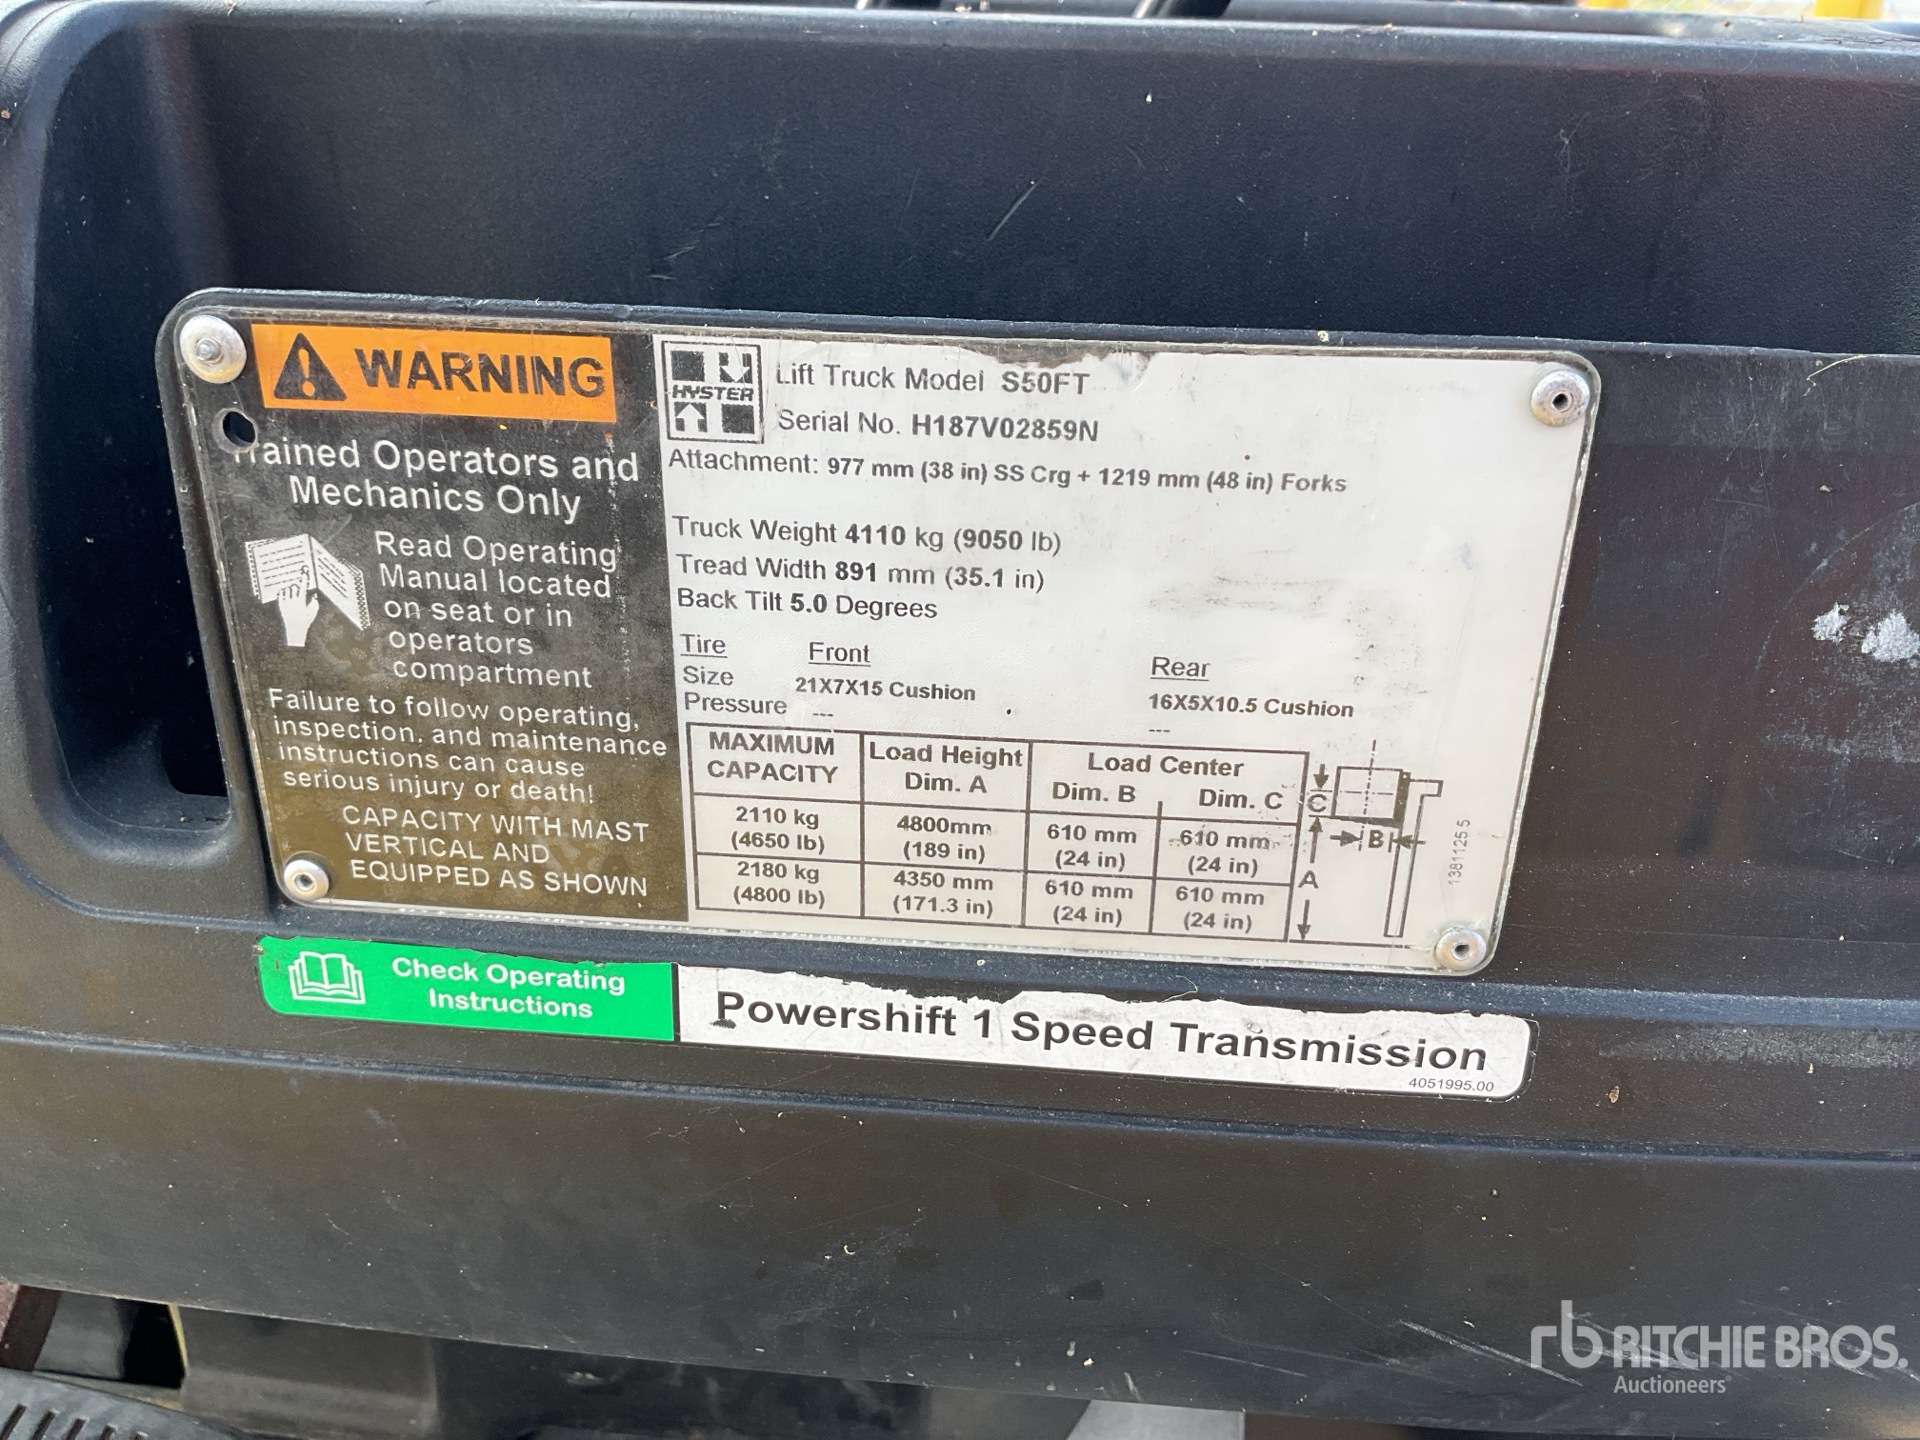 WARNING
Trained Operators and
Mechanics Only
Read Operating
Manual located
on seat or in
operators
compartment
Failure to follow operating,
inspection, and maintenance
instructions can cause
serious injury or death!
CAPACITY WITH MAST
VERTICAL AND
EQUIPPED AS SHOWN
HYSTER
Lift Truck Model S50FT
Serial No. H187V02859N
Attachment: 977 mm (38 in) SS Crg + 1219 mm (48 in) Forks
Truck Weight 4110 kg (9050 lb)
Tread Width 891 mm (35.1 in)
Back Tilt 5.0 Degrees
Tire Front Rear
Size 21X7X15 Cushion 16X5X10.5 Cushion
Pressure --- ---
MAXIMUM CAPACITY Load Height Dim. A Load Center Dim. B Dim. C
2110 kg 4800mm 610 mm 610 mm
(4650 lb) (189 in) (24 in) (24 in)
2180 kg 4350 mm 610 mm 610 mm
(4800 lb) (171.3 in) (24 in) (24 in)
C
B
A
1381125 5
Check Operating
Instructions
Powershift 1 Speed Transmission
4051995.00
rb RITCHIE BROS.
Auctioneers